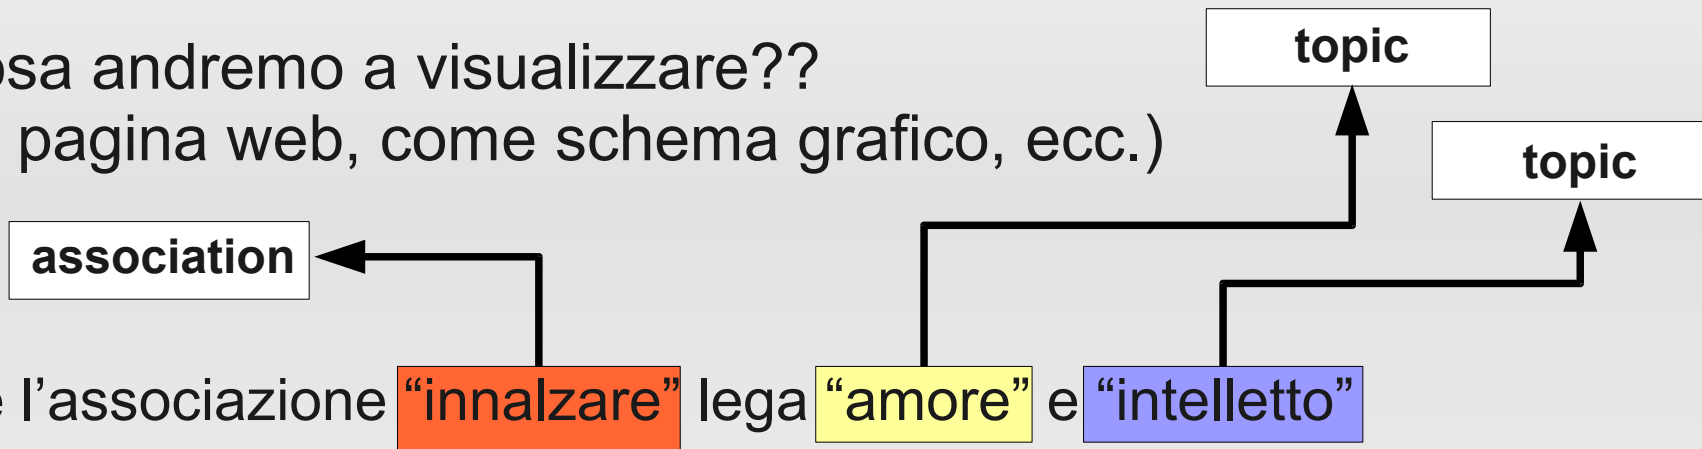 topic
osa andremo a visualizzare??
pagina web, come schema grafico, ecc.)
topic
association
e l’associazione “innalzare” lega “amore” e “intelletto”